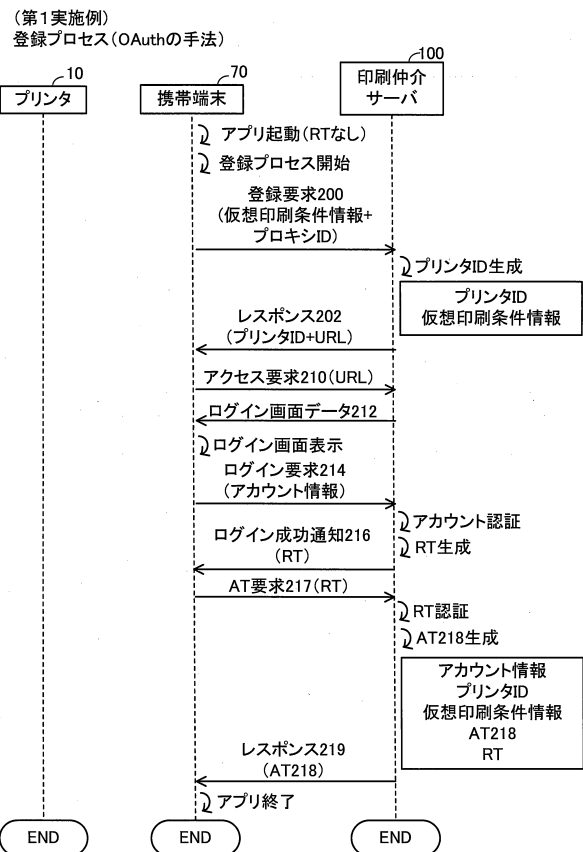 (第1実施例)
登録プロセス(OAuthの手法)
10
プリンタ
70
携帯端末
100
印刷仲介
サーバ
アプリ起動(RTなし)
登録プロセス開始
登録要求200
(仮想印刷条件情報+
プロキシID)
プリンタID生成
プリンタID
仮想印刷条件情報
レスポンス202
(プリンタID+URL)
アクセス要求210(URL)
ログイン画面データ212
ログイン画面表示
ログイン要求214
(アカウント情報)
アカウント認証
RT生成
ログイン成功通知216
(RT)
AT要求217(RT)
RT認証
AT218生成
アカウント情報
プリンタID
仮想印刷条件情報
AT218
RT
レスポンス219
(AT218)
アプリ終了
END
END
END